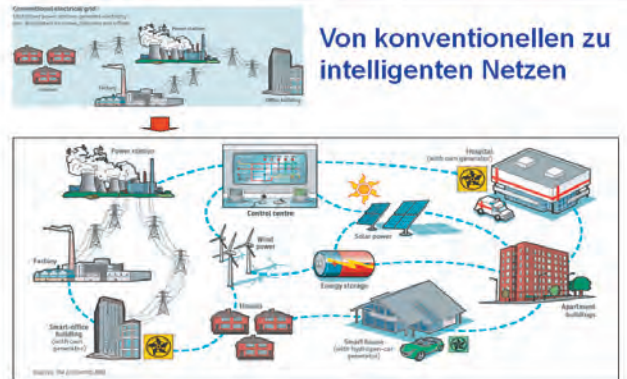 Conventional electrical grid
Von konventionellen zu
intelligenten Netzen
Power station
Factory
Office building
Power station
Control centre
Hospital
(with own generator)
Solar power
Wind
power
Factory
Energy storage
Houses
Apartment
buildings
Smart office
building
(with own
generator)
Smart house
(with hydrogen-car
generator)